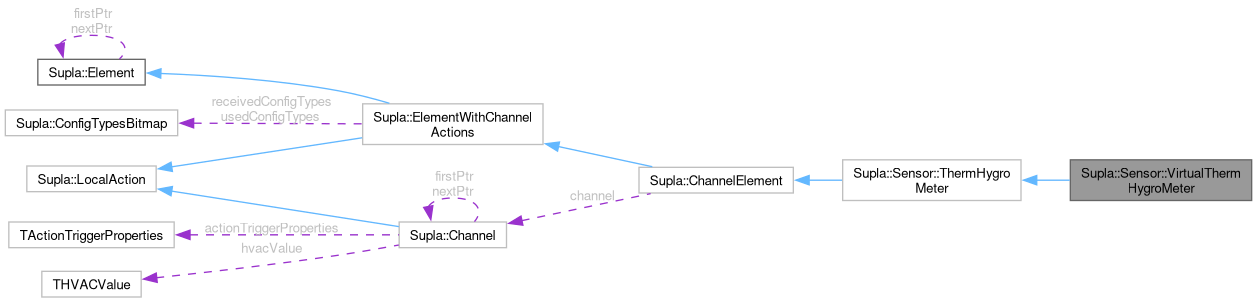 firstPtr
nextPtr
Supla::Element
receivedConfigTypes
usedConfigTypes
Supla::ConfigTypesBitmap
Supla::ElementWithChannel
Actions
Supla::LocalAction
firstPtr
nextPtr
channel
Supla::ChannelElement
Supla::Sensor::ThermHygro
Meter
Supla::Sensor::VirtualTherm
HygroMeter
actionTriggerProperties
TActionTriggerProperties
Supla::Channel
hvacValue
THVACValue